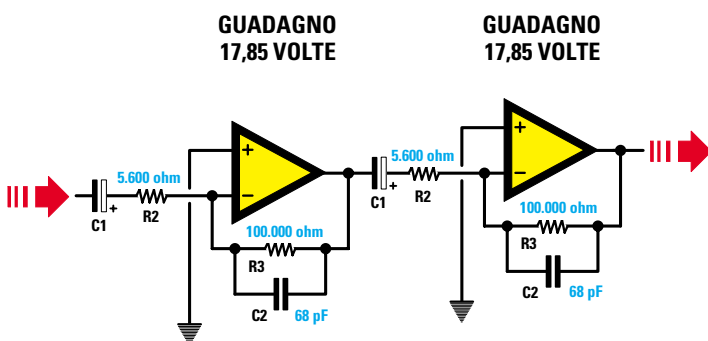 GUADAGNO
17,85 VOLTE
GUADAGNO
17,85 VOLTE
+
−
5.600 ohm
C1
+
R2
100.000 ohm
R3
C2
68 pF
+
−
5.600 ohm
C1
+
R2
100.000 ohm
R3
C2
68 pF